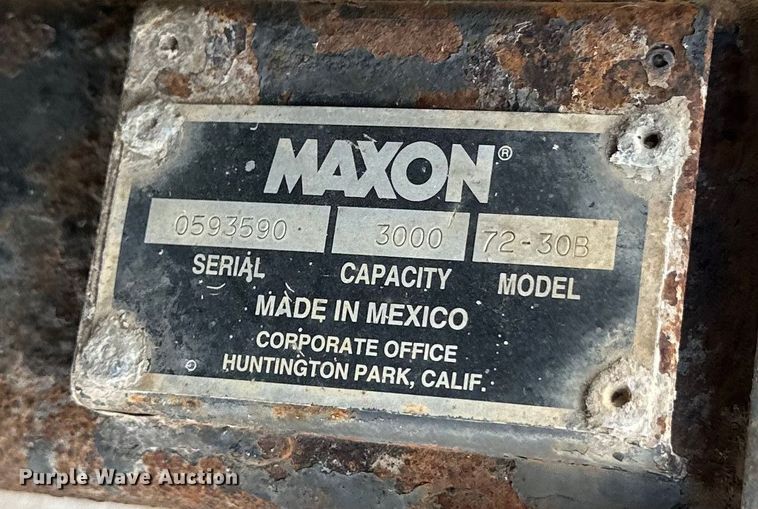 MAXON®
0593590 3000 72-30B
SERIAL CAPACITY MODEL
MADE IN MEXICO
CORPORATE OFFICE
HUNTINGTON PARK, CALIF.
Purple Wave Auction